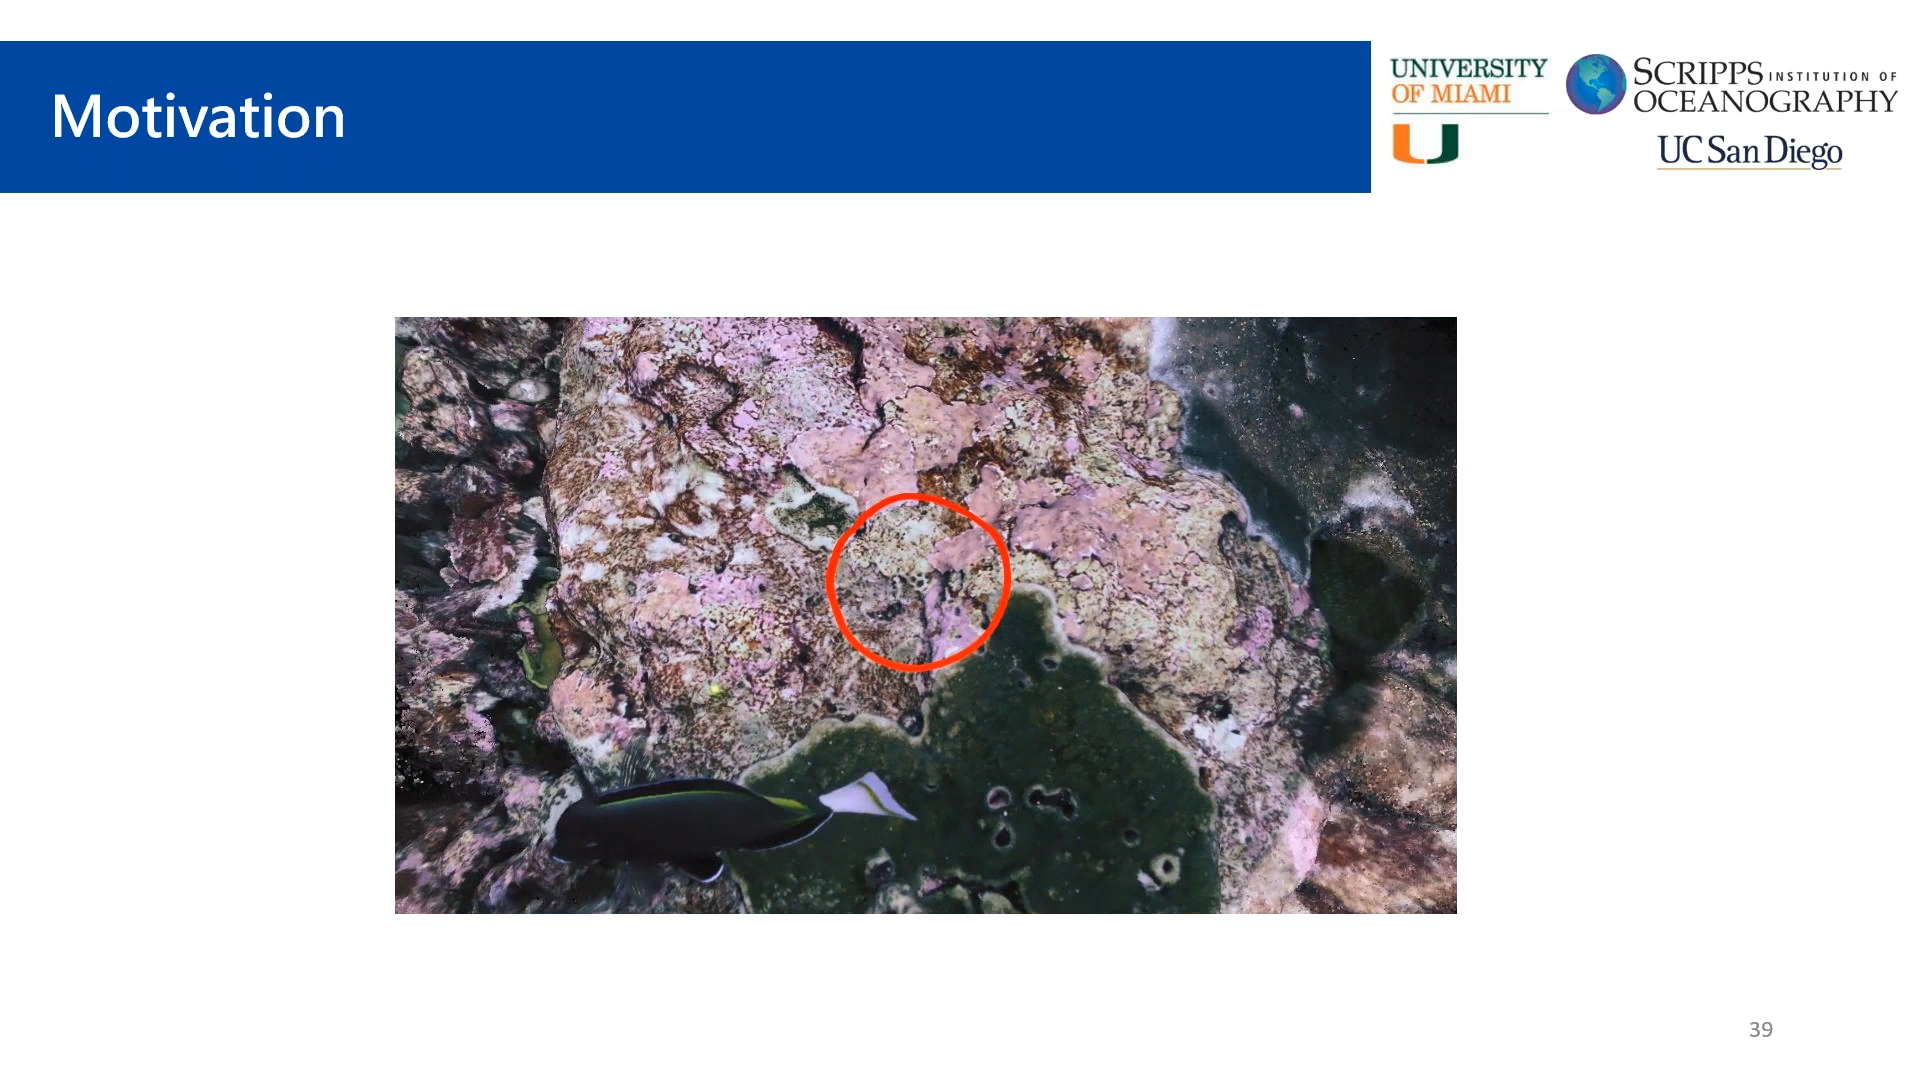 Motivation
UNIVERSITY
OF MIAMI
SCRIPPS INSTITUTION OF
OCEANOGRAPHY
UC San Diego
39